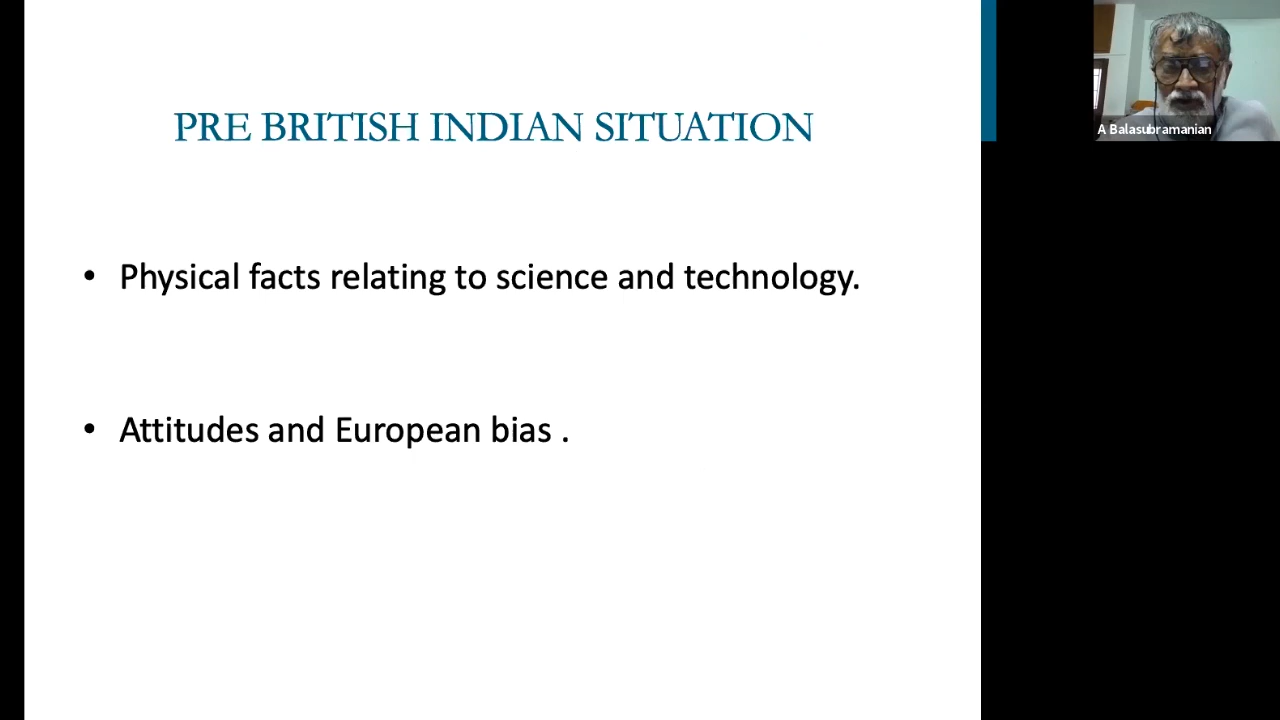 PRE BRITISH INDIAN SITUATION
• Physical facts relating to science and technology.
• Attitudes and European bias .
A Balasubramanian